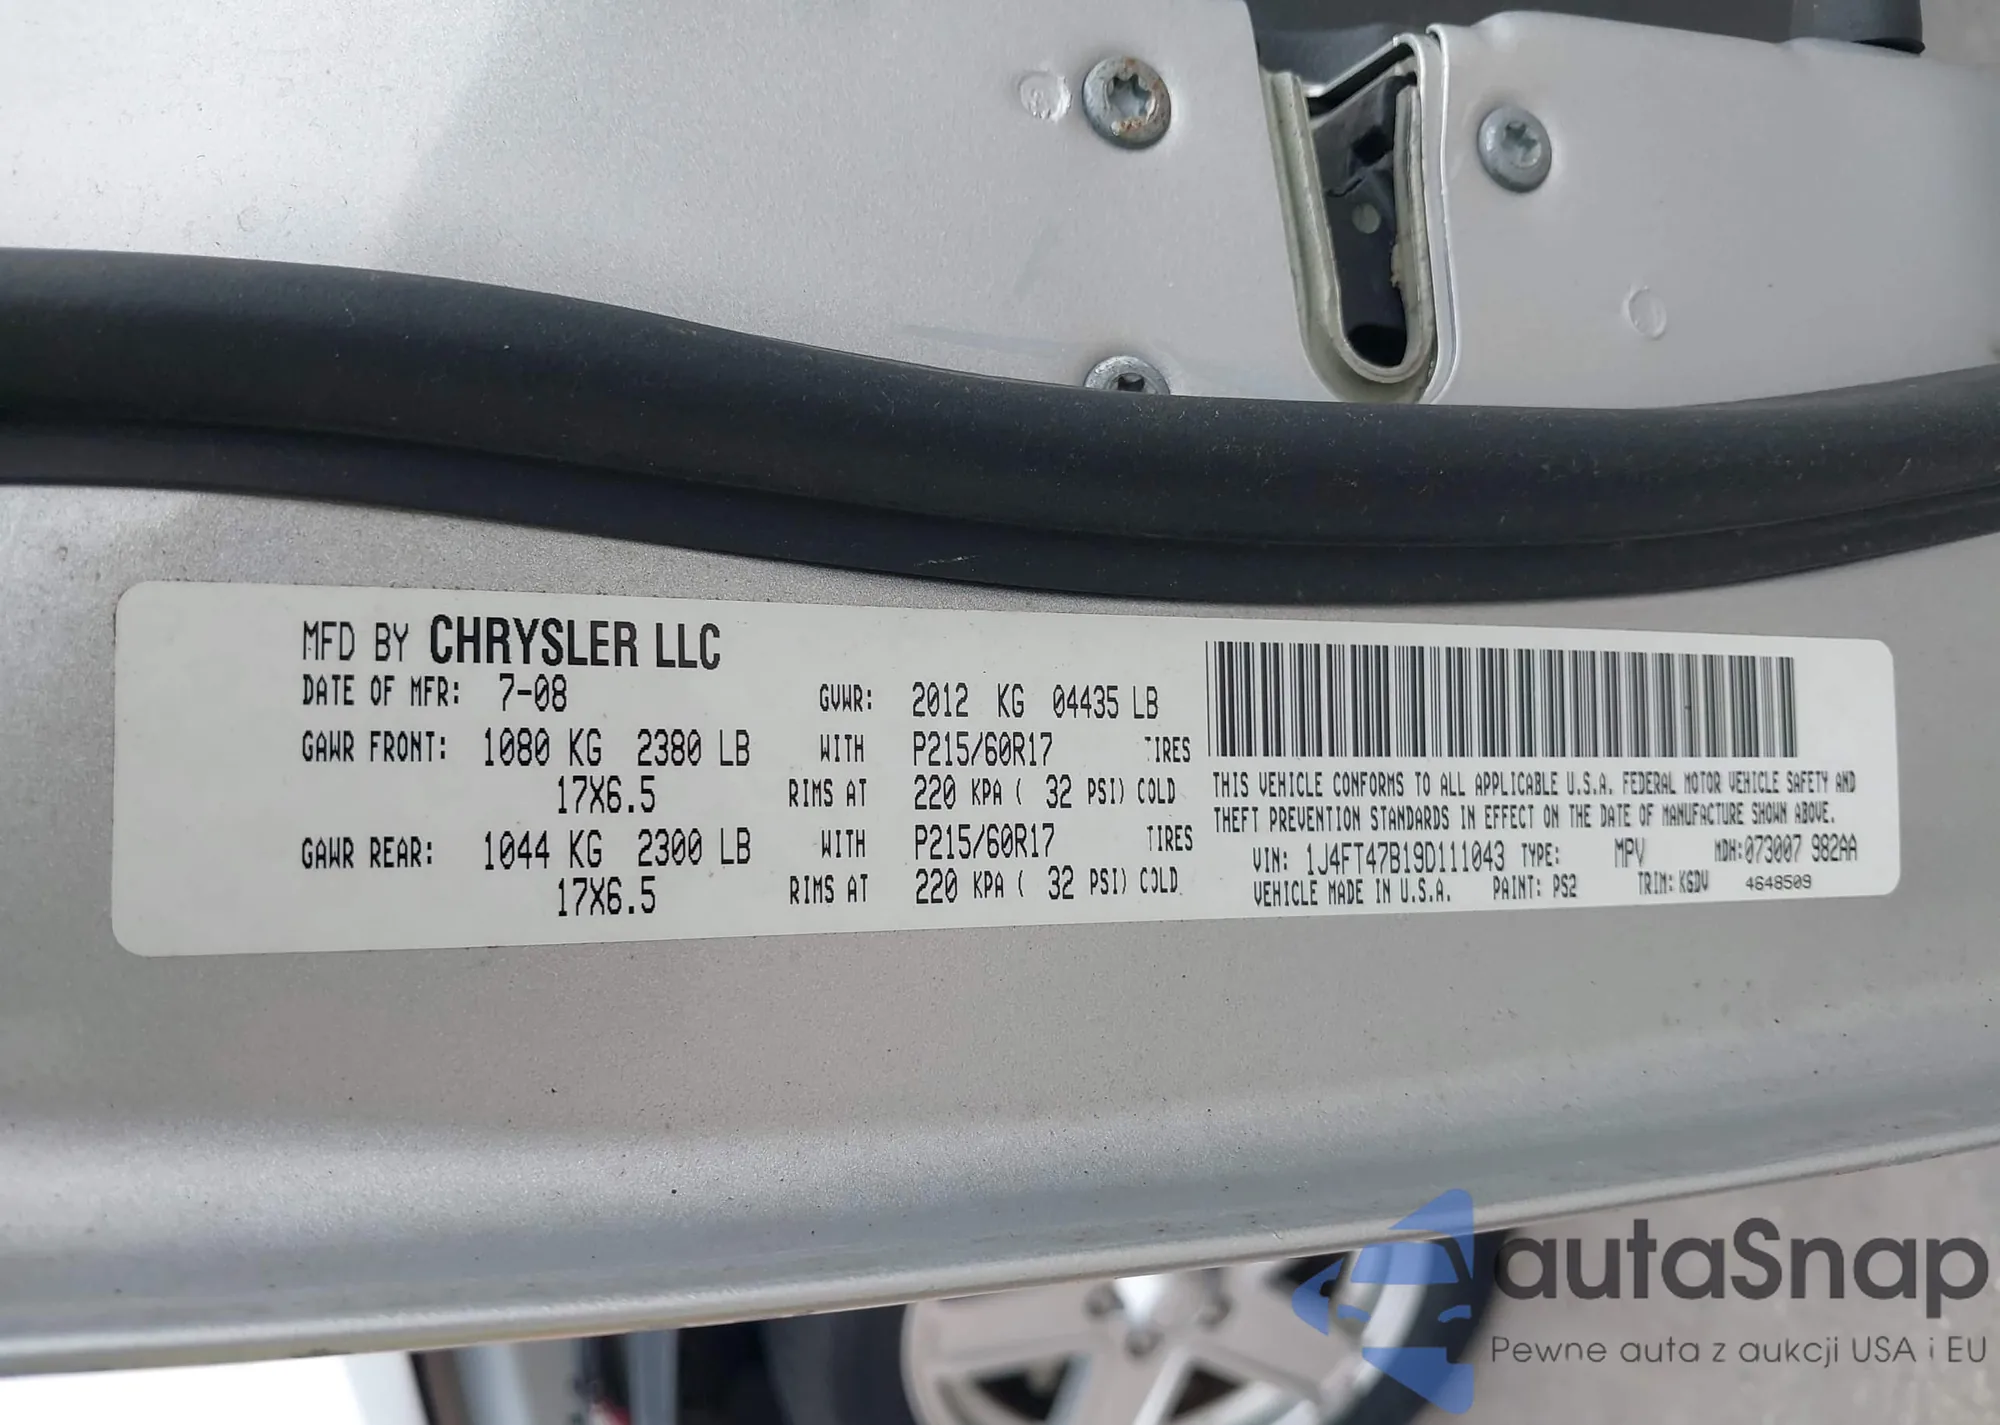 MFD BY CHRYSLER LLC
DATE OF MFR: 7-08 GVWR: 2012 KG 04435 LB
GAWR FRONT: 1080 KG 2380 LB WITH P215/60R17 TIRES
17X6.5 RIMS AT 220 KPA ( 32 PSI) COLD
GAWR REAR: 1044 KG 2300 LB WITH P215/60R17 TIRES
17X6.5 RIMS AT 220 KPA ( 32 PSI) COLD
THIS VEHICLE CONFORMS TO ALL APPLICABLE U.S.A. FEDERAL MOTOR VEHICLE SAFETY AND
THEFT PREVENTION STANDARDS IN EFFECT ON THE DATE OF MANUFACTURE SHOWN ABOVE.
VIN: 1J4FT47B19D111043 TYPE: MPV MDH:073007 982AA
VEHICLE MADE IN U.S.A. PAINT: PS2 TRIM: K6DV 4648509
autaSnap
Pewne auta z aukcji USA i EU